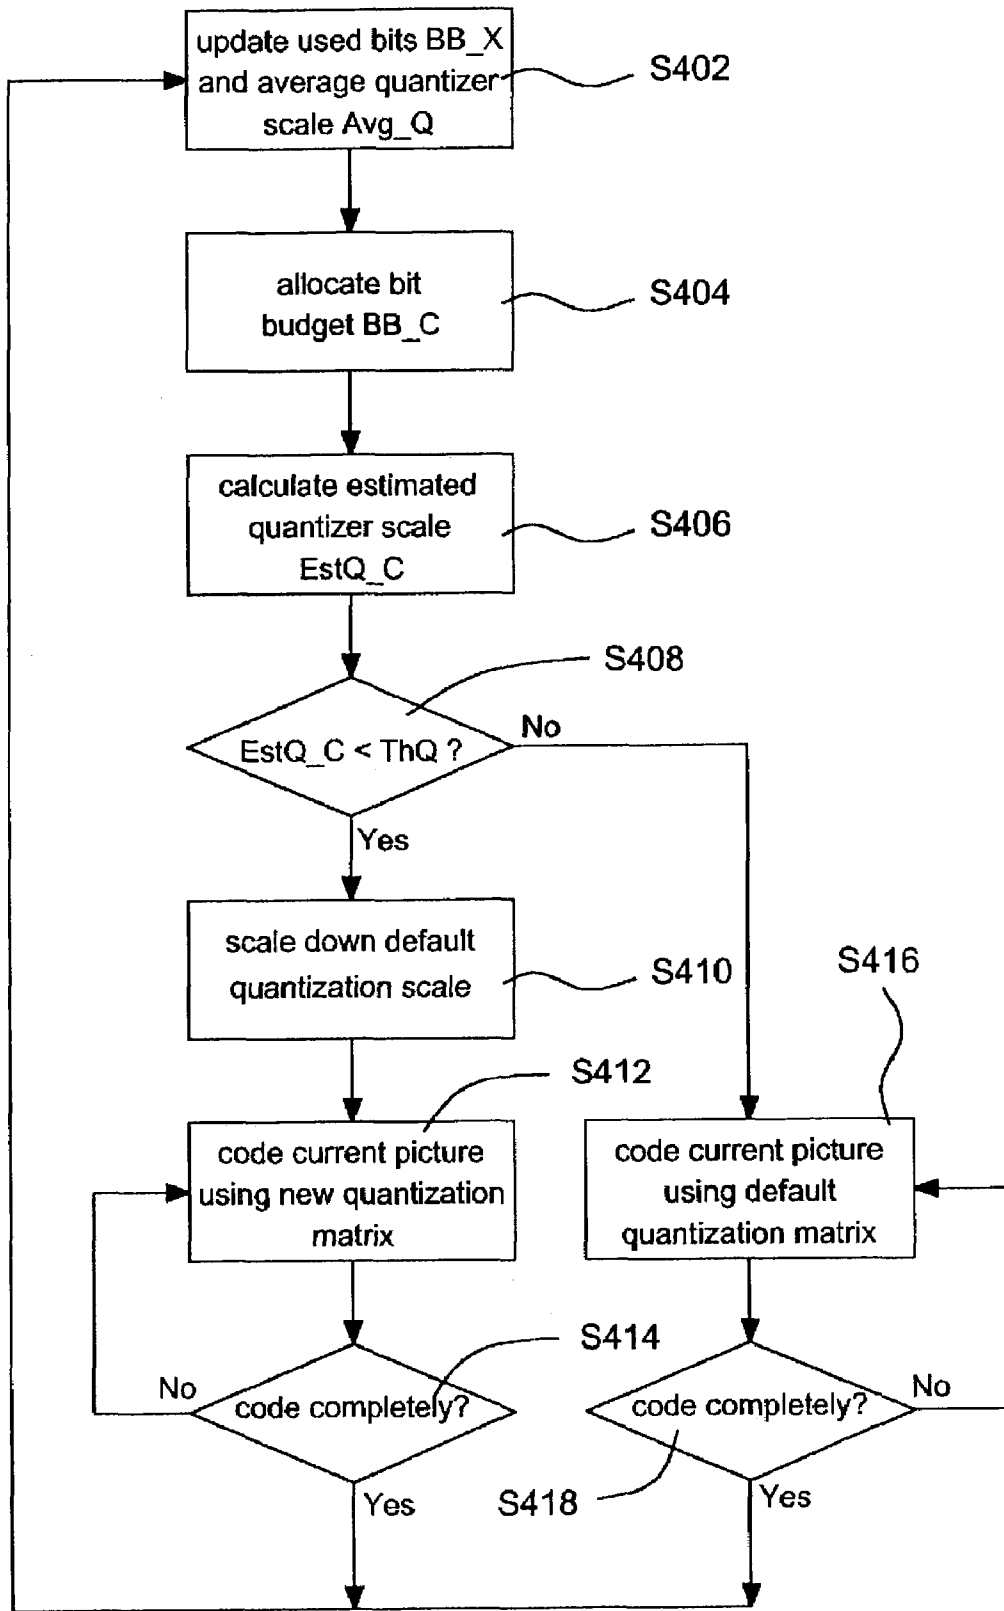 update used bits BB_X
and average quantizer
scale Avg_Q
S402
allocate bit
budget BB_C
S404
calculate estimated
quantizer scale
EstQ_C
S406
S408
EstQ_C < ThQ ?
No
Yes
scale down default
quantization scale
S410
S416
S412
code current picture
using new quantization
matrix
code current picture
using default
quantization matrix
S414
No
code completely?
code completely?
No
S418
Yes
Yes